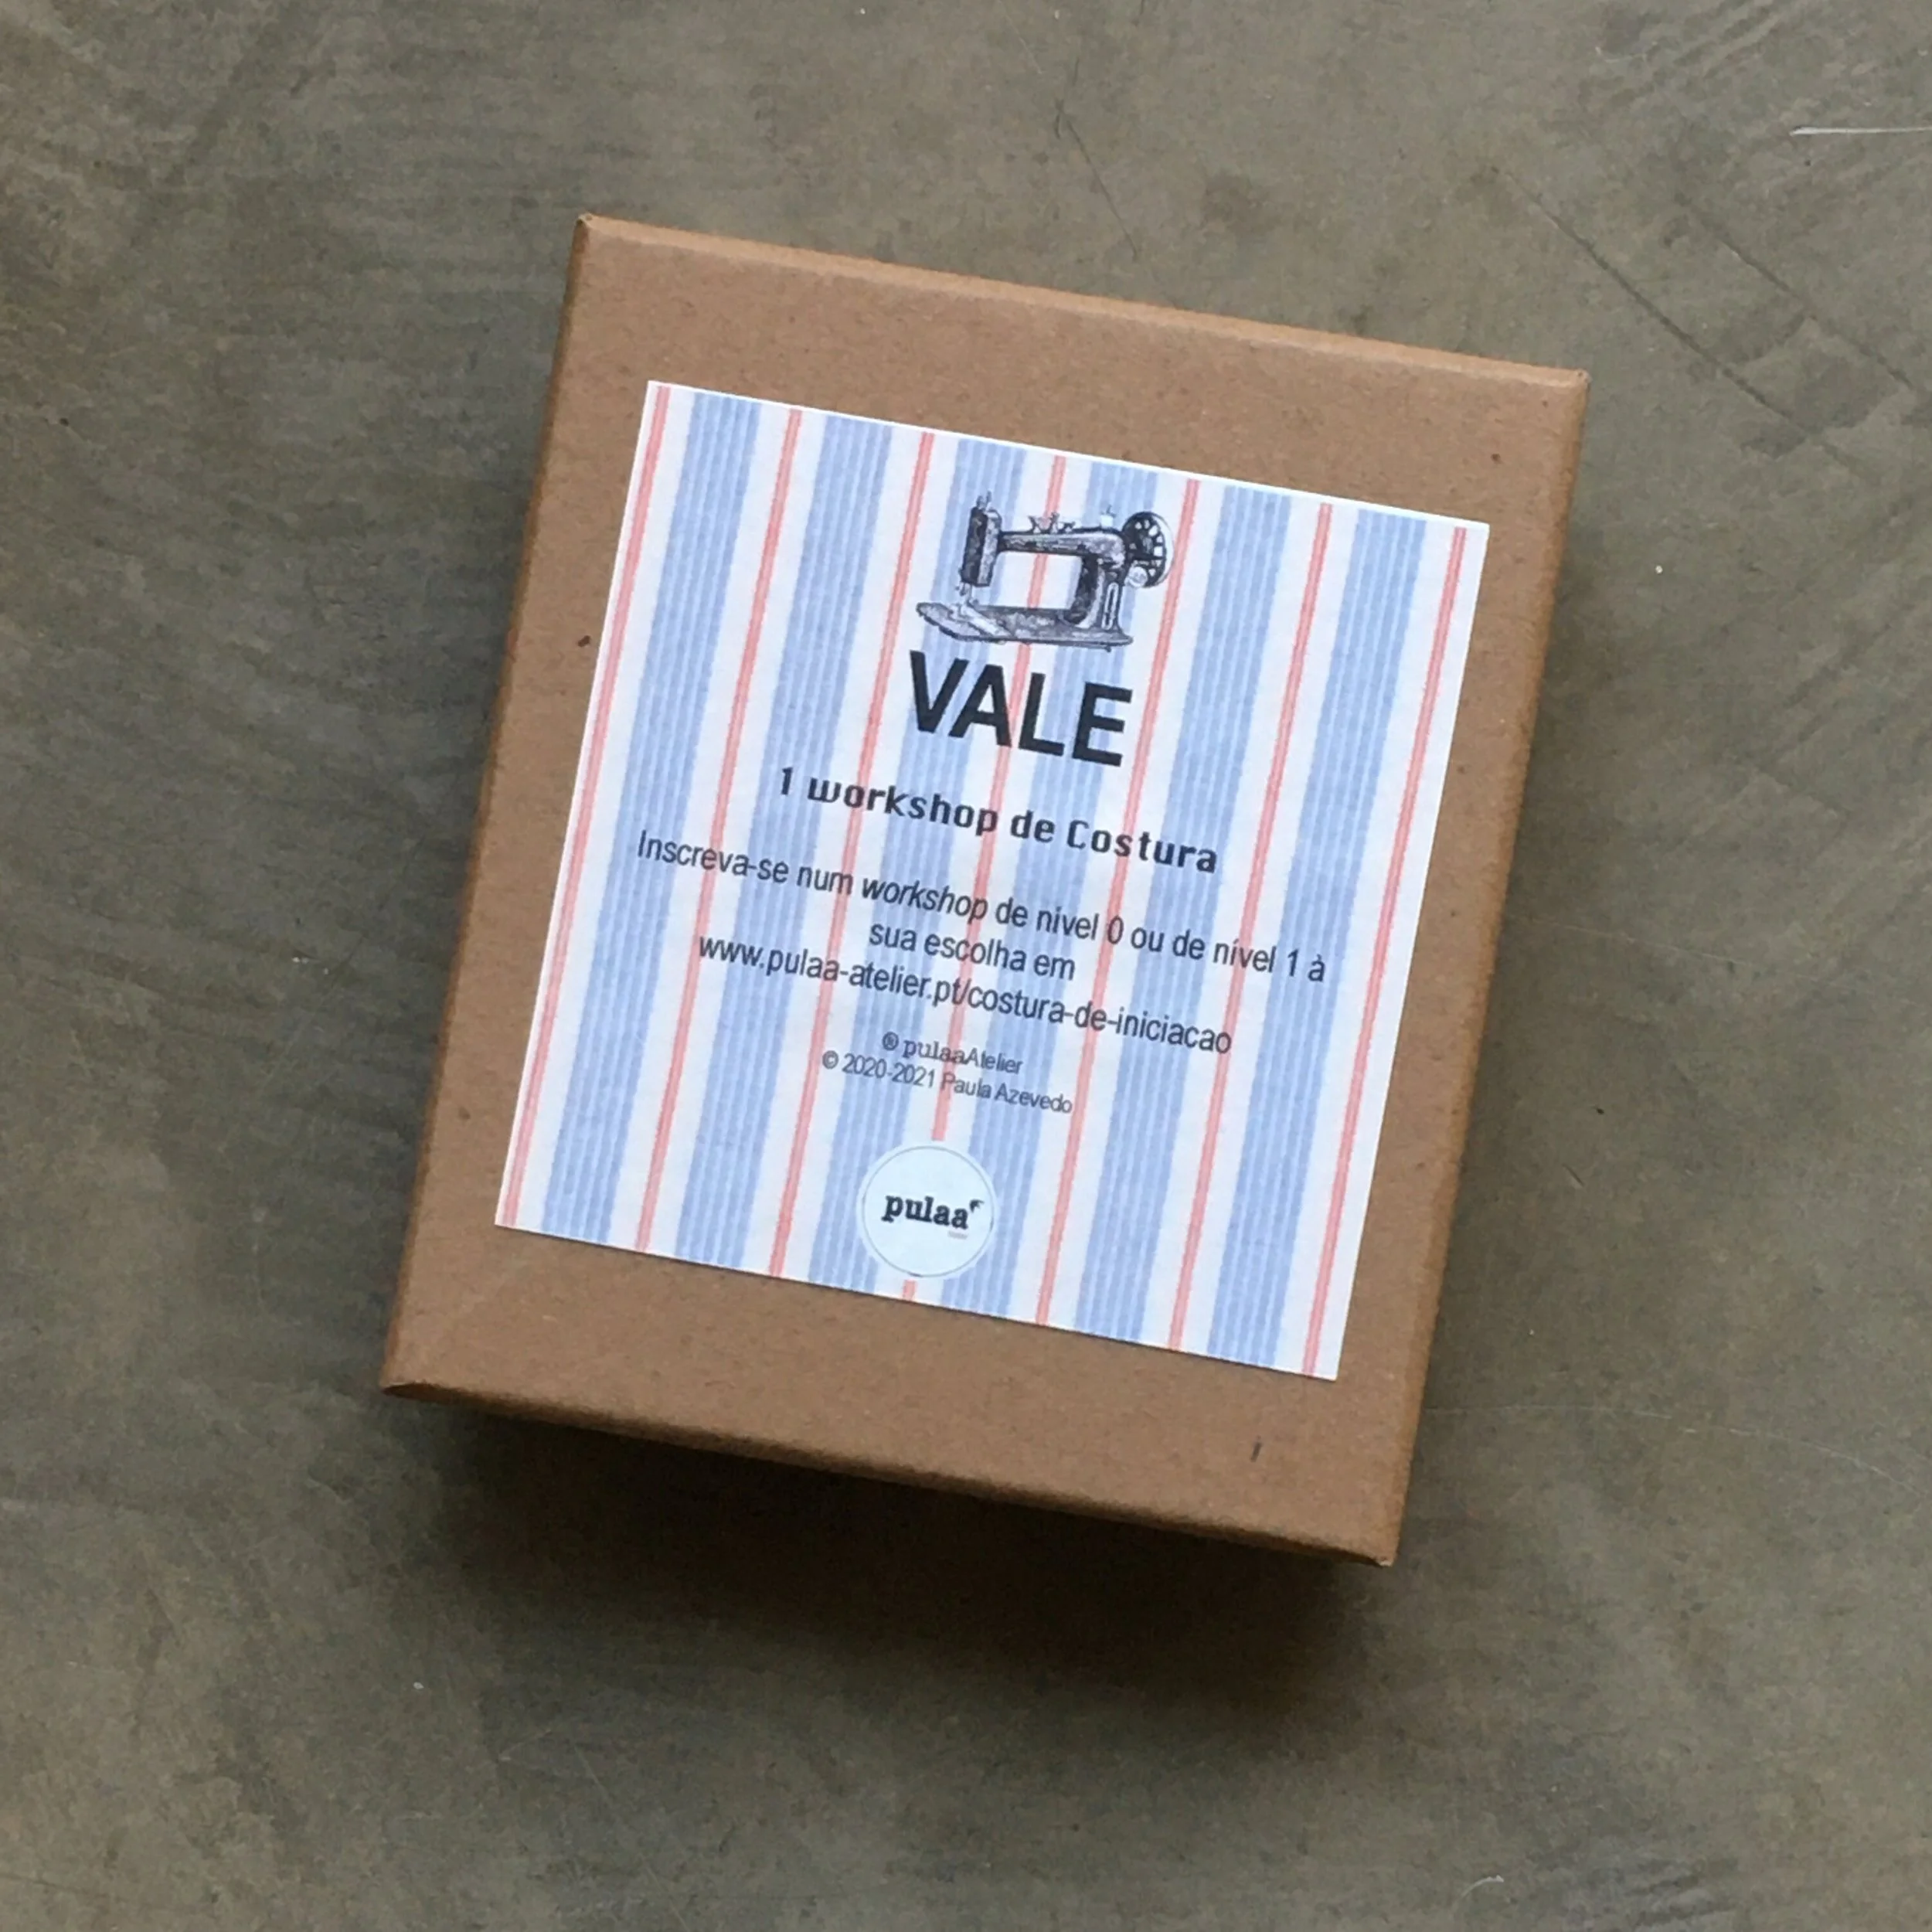 VALE
1 workshop de Costura
Inscreva-se num workshop de nível 0 ou de nível 1 à
sua escolha em
www.pulaa-atelier.pt/costura-de-iniciacao
® pulaaAtelier
© 2020-2021 Paula Azevedo
pulaa